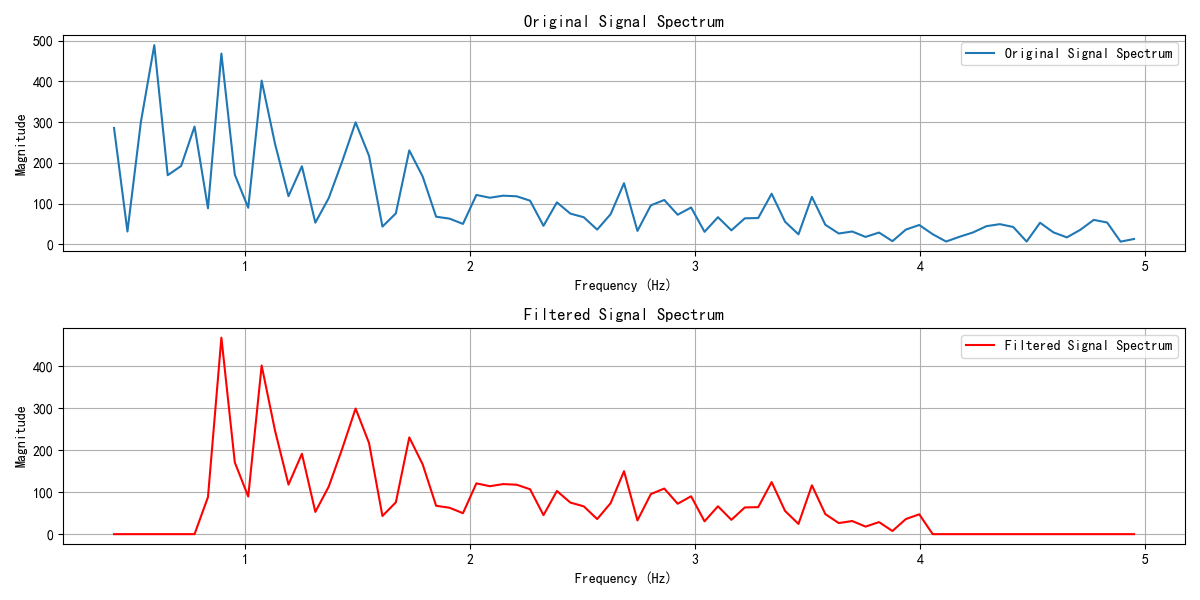 Original Signal Spectrum
Original Signal Spectrum
500
400
300
200
100
0
Magnitude
1 2 3 4 5
Frequency (Hz)
Filtered Signal Spectrum
Filtered Signal Spectrum
400
300
200
100
0
Magnitude
1 2 3 4 5
Frequency (Hz)